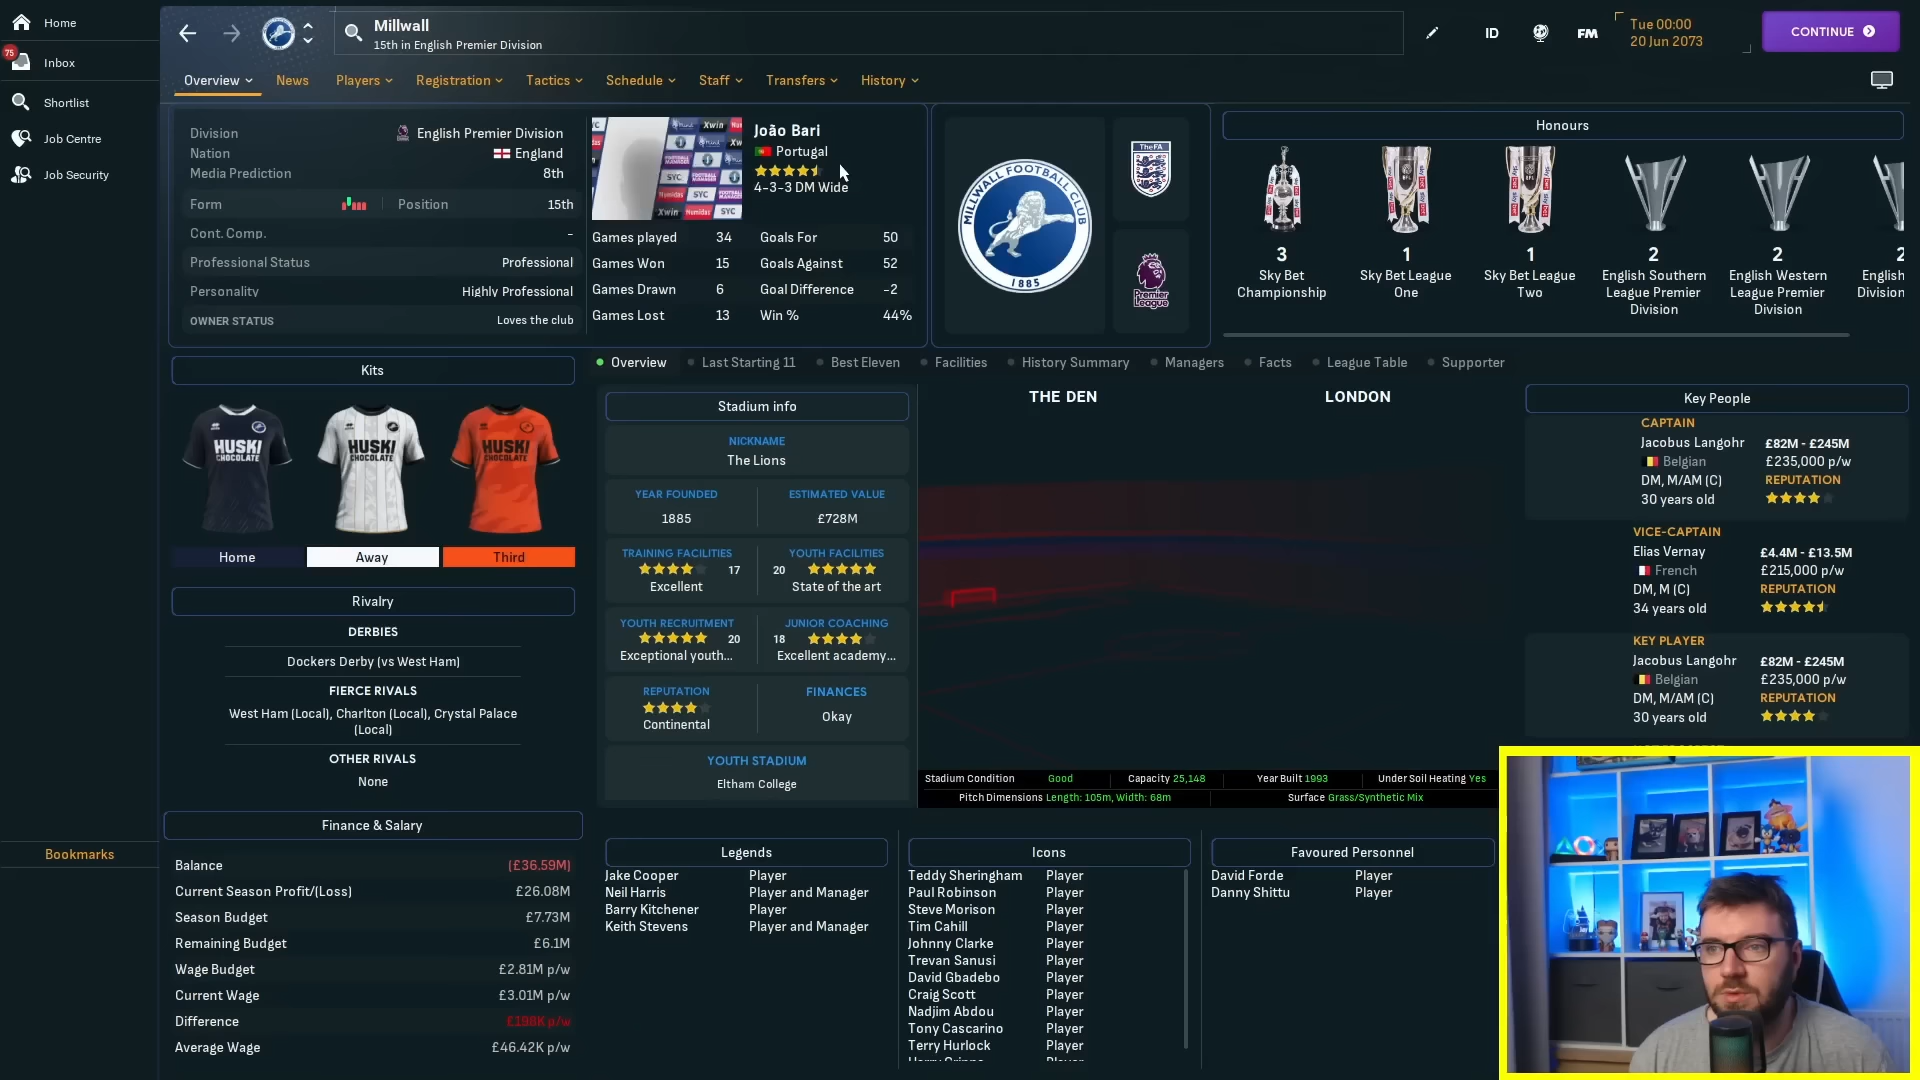 Home
75
Inbox
Shortlist
Job Centre
Job Security
Bookmarks
Millwall
15th in English Premier Division
ID
FM
Tue 00:00
20 Jun 2073
CONTINUE
Overview
News
Players
Registration
Tactics
Schedule
Staff
Transfers
History
Division English Premier Division
Nation England
Media Prediction 8th
Form Position 15th
Cont. Comp. -
Professional Status Professional
Personality Highly Professional
OWNER STATUS Loves the club
João Bari
Portugal
4-3-3 DM Wide
Games played 34 Goals For 50
Games Won 15 Goals Against 52
Games Drawn 6 Goal Difference -2
Games Lost 13 Win % 44%
MILLWALL FOOTBALL CLUB
1885
The FA
Premier League
Honours
3 Sky Bet Championship
1 Sky Bet League One
1 Sky Bet League Two
2 English Southern League Premier Division
2 English Western League Premier Division
Kits
HUSKI CHOCOLATE
HUSKI CHOCOLATE
HUSKI CHOCOLATE
Home Away Third
Rivalry
DERBIES
Dockers Derby (vs West Ham)
FIERCE RIVALS
West Ham (Local), Charlton (Local), Crystal Palace
(Local)
OTHER RIVALS
None
Finance & Salary
Balance (£36.59M)
Current Season Profit/(Loss) £26.08M
Season Budget £7.73M
Remaining Budget £6.1M
Wage Budget £2.81M p/w
Current Wage £3.01M p/w
Difference £198K p/w
Average Wage £46.42K p/w
Overview
Last Starting 11
Best Eleven
Facilities
History Summary
Managers
Facts
League Table
Supporter
Stadium info
NICKNAME
The Lions
YEAR FOUNDED
1885
ESTIMATED VALUE
£728M
TRAINING FACILITIES
17
Excellent
YOUTH FACILITIES
20
State of the art
YOUTH RECRUITMENT
20
Exceptional youth...
JUNIOR COACHING
18
Excellent academy...
REPUTATION
Continental
FINANCES
Okay
YOUTH STADIUM
Eltham College
THE DEN
LONDON
Stadium Condition Good
Capacity 25,148
Year Built 1993
Under Soil Heating Yes
Pitch Dimensions Length: 105m, Width: 68m
Surface Grass/Synthetic Mix
Key People
CAPTAIN
Jacobus Langohr £82M - £245M
Belgian £235,000 p/w
DM, M/AM (C) REPUTATION
30 years old
VICE-CAPTAIN
Elias Vernay £4.4M - £13.5M
French £215,000 p/w
DM, M (C) REPUTATION
34 years old
KEY PLAYER
Jacobus Langohr £82M - £245M
Belgian £235,000 p/w
DM, M/AM (C) REPUTATION
30 years old
Legends
Jake Cooper Player
Neil Harris Player and Manager
Barry Kitchener Player
Keith Stevens Player and Manager
Icons
Teddy Sheringham Player
Paul Robinson Player
Steve Morison Player
Tim Cahill Player
Johnny Clarke Player
Trevan Sanusi Player
David Gbadebo Player
Craig Scott Player
Nadjim Abdou Player
Tony Cascarino Player
Terry Hurlock Player
Favoured Personnel
David Forde Player
Danny Shittu Player